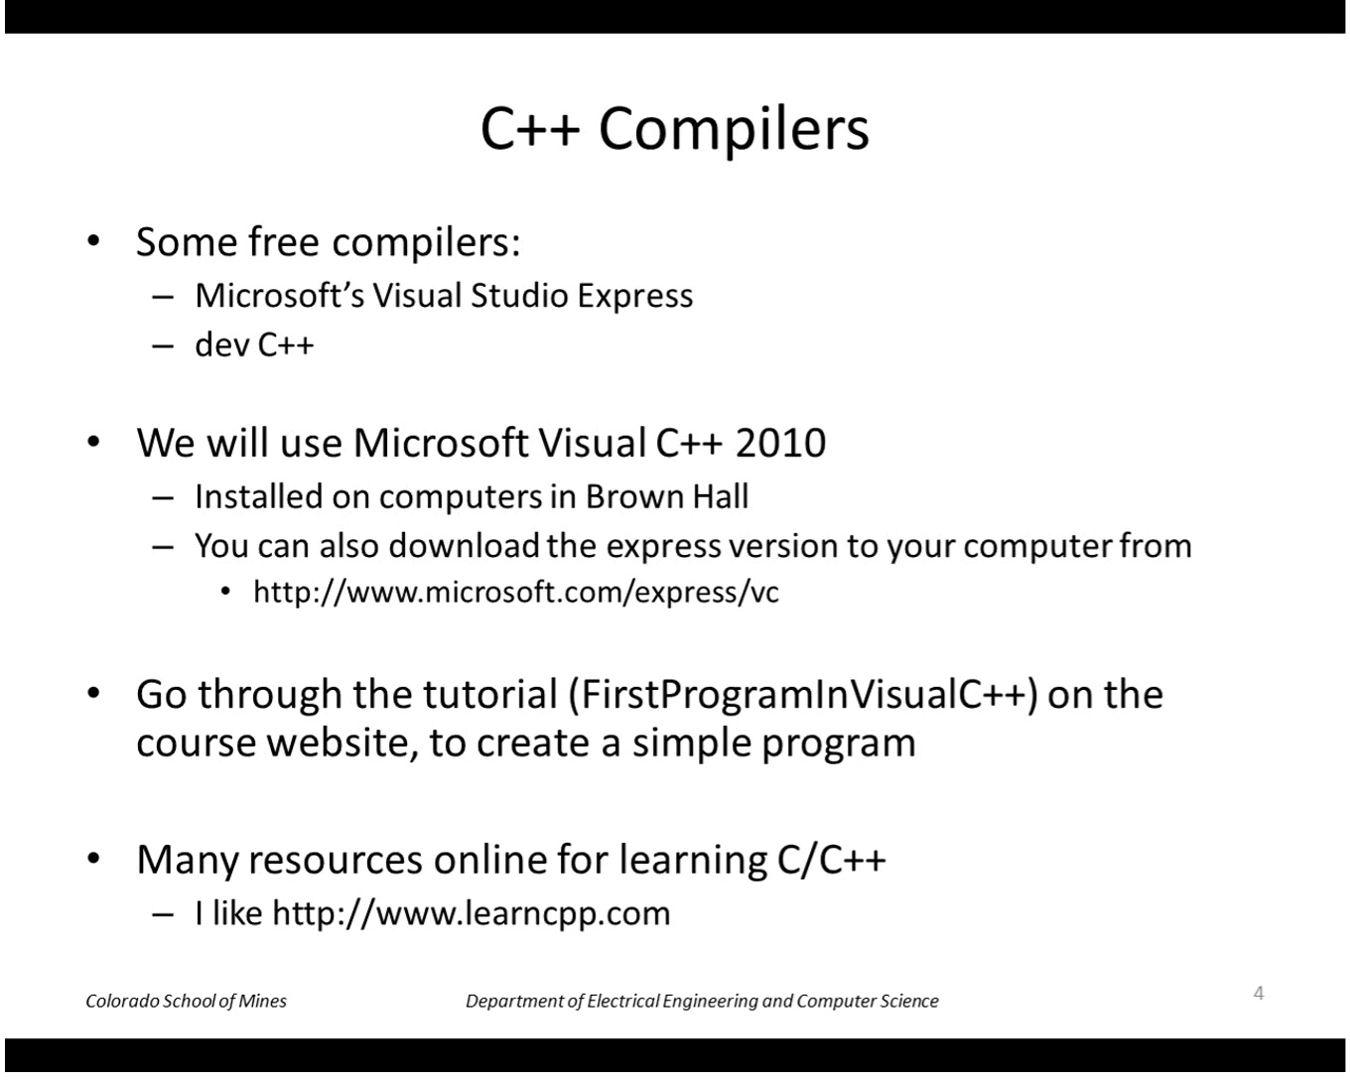 C++ Compilers
• Some free compilers:
– Microsoft’s Visual Studio Express
– dev C++
• We will use Microsoft Visual C++ 2010
– Installed on computers in Brown Hall
– You can also download the express version to your computer from
• http://www.microsoft.com/express/vc
• Go through the tutorial (FirstProgramInVisualC++) on the
course website, to create a simple program
• Many resources online for learning C/C++
– I like http://www.learncpp.com
Colorado School of Mines
Department of Electrical Engineering and Computer Science
4